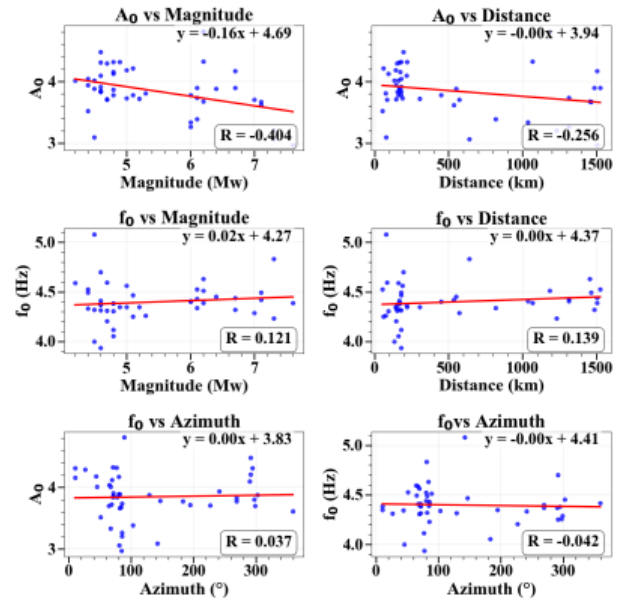 A₀ vs Magnitude
y = -0.16x + 4.69
A₀
4
3
R = -0.404
5
6
7
Magnitude (Mw)
A₀ vs Distance
y = -0.00x + 3.94
A₀
4
3
R = -0.256
0
500
1000
1500
Distance (km)
f₀ vs Magnitude
y = 0.02x + 4.27
f₀ (Hz)
5.0
4.5
4.0
R = 0.121
5
6
7
Magnitude (Mw)
f₀ vs Distance
y = 0.00x + 4.37
f₀ (Hz)
5.0
4.5
4.0
R = 0.139
0
500
1000
1500
Distance (km)
f₀ vs Azimuth
y = 0.00x + 3.83
A₀
4
3
R = 0.037
0
100
200
300
Azimuth (°)
f₀vs Azimuth
y = -0.00x + 4.41
f₀ (Hz)
5.0
4.5
4.0
R = -0.042
0
100
200
300
Azimuth (°)